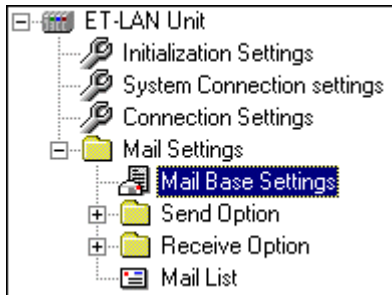 ET-LAN Unit
Initialization Settings
System Connection settings
Connection Settings
Mail Settings
Mail Base Settings
Send Option
Receive Option
Mail List